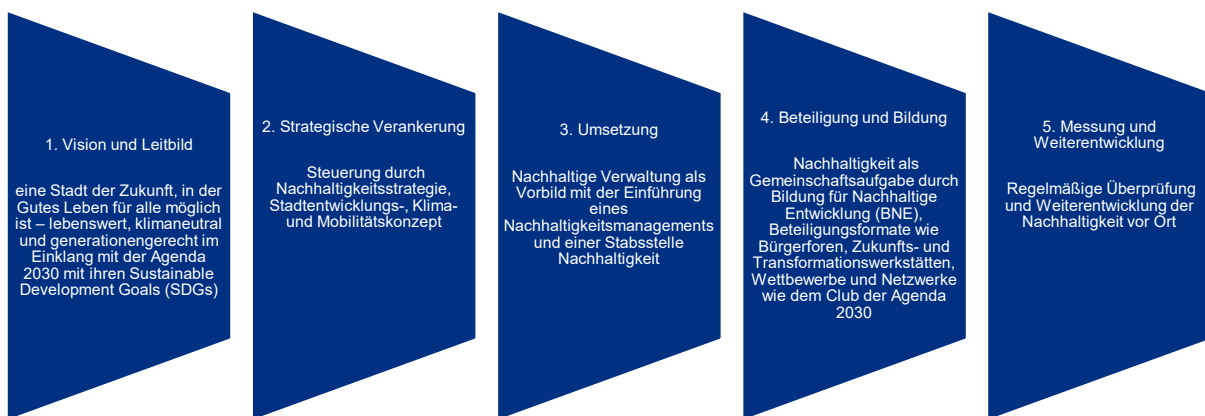 1. Vision und Leitbild
eine Stadt der Zukunft, in der
Gutes Leben für alle möglich
ist – lebenswert, klimaneutral
und generationengerecht im
Einklang mit der Agenda
2030 mit ihren Sustainable
Development Goals (SDGs)
2. Strategische Verankerung
Steuerung durch
Nachhaltigkeitsstrategie,
Stadtentwicklungs-, Klima-
und Mobilitätskonzept
3. Umsetzung
Nachhaltige Verwaltung als
Vorbild mit der Einführung
eines
Nachhaltigkeitsmanagements
und einer Stabsstelle
Nachhaltigkeit
4. Beteiligung und Bildung
Nachhaltigkeit als
Gemeinschaftsaufgabe durch
Bildung für Nachhaltige
Entwicklung (BNE),
Beteiligungsformate wie
Bürgerforen, Zukunfts- und
Transformationswerkstätten,
Wettbewerbe und Netzwerke
wie dem Club der Agenda
2030
5. Messung und
Weiterentwicklung
Regelmäßige Überprüfung
und Weiterentwicklung der
Nachhaltigkeit vor Ort